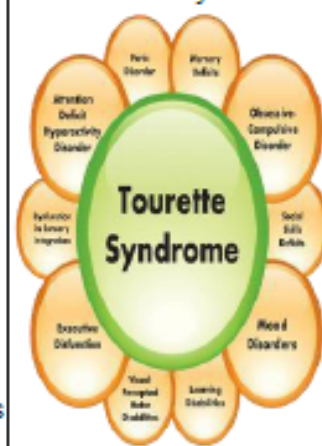 Panic
Disorder
Memory
Deficits
Attention
Deficit
Hyperactivity
Disorder
Obsessive-
Compulsive
Disorder
Tourette
Syndrome
Dysfunction
in Sensory
Integration
Social
Skills
Deficits
Executive
Disfunction
Mood
Disorders
Visual
Perceptual
Motor
Disabilities
Learning
Disabilities
s